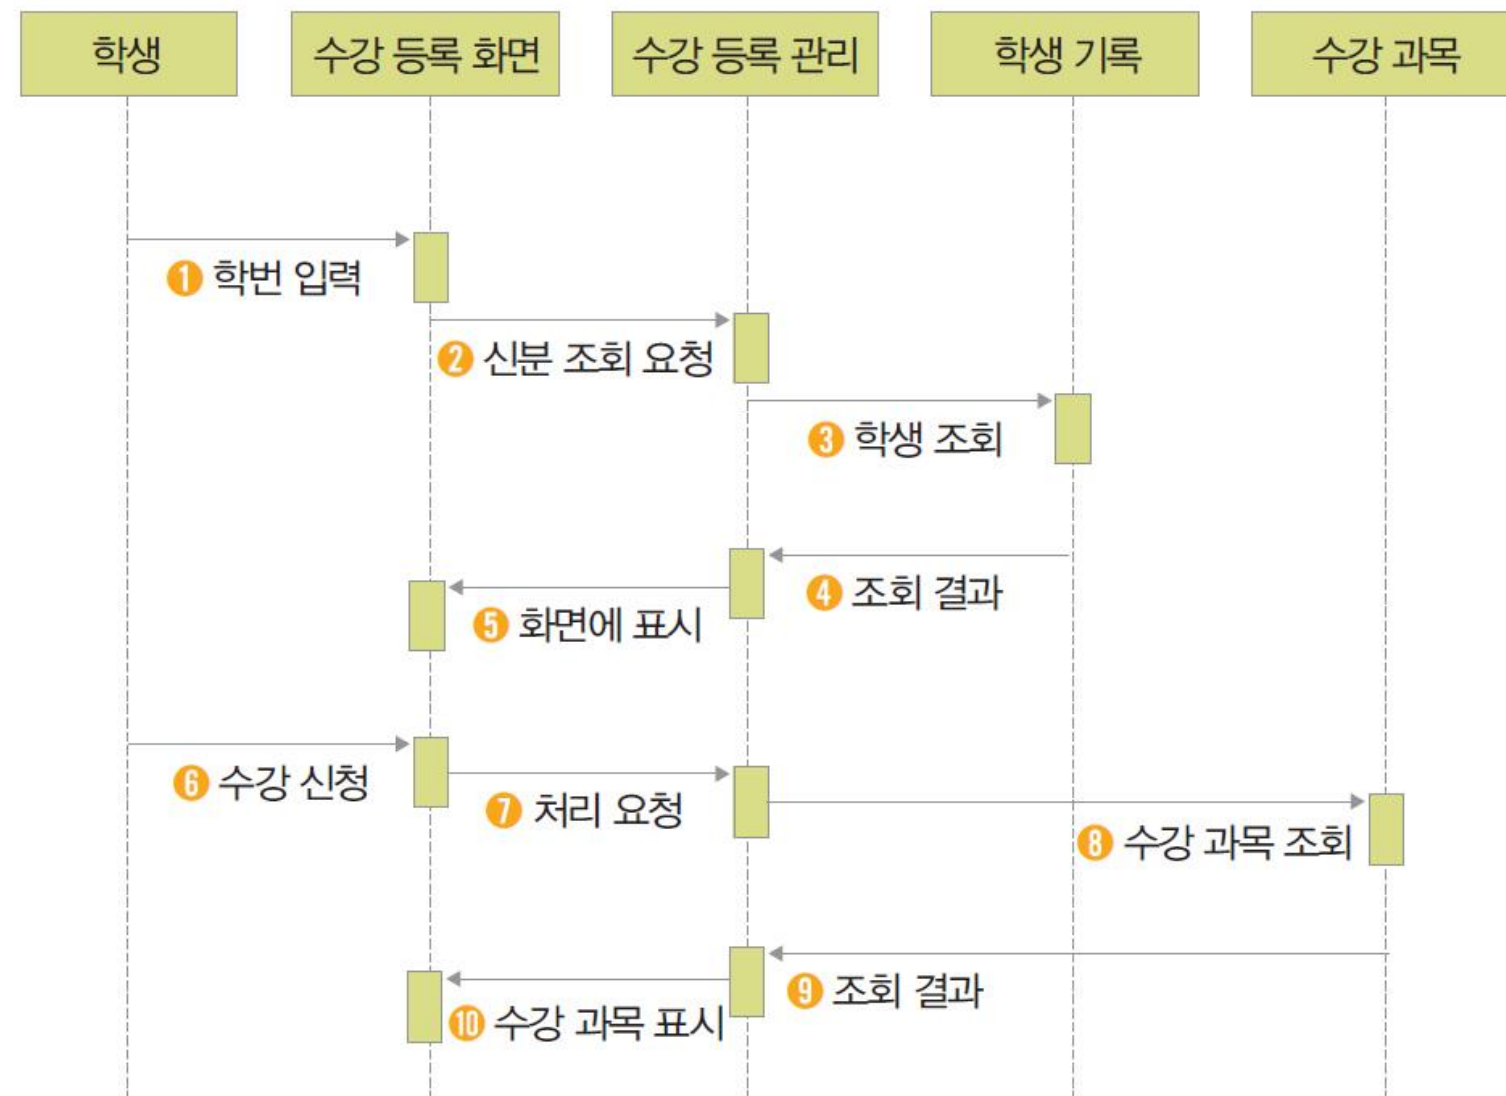 학생
수강 등록 화면
수강 등록 관리
학생 기록
수강 과목
1 학번 입력
2 신분 조회 요청
3 학생 조회
4 조회 결과
5 화면에 표시
6 수강 신청
7 처리 요청
8 수강 과목 조회
9 조회 결과
10 수강 과목 표시